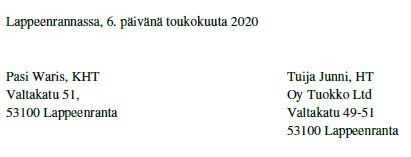 Lappeenrannassa, 6. päivänä toukokuuta 2020
Pasi Waris, KHT
Valtakatu 51,
53100 Lappeenranta
Tuija Junni, HT
Oy Tuokko Ltd
Valtakatu 49-51
53100 Lappeenranta